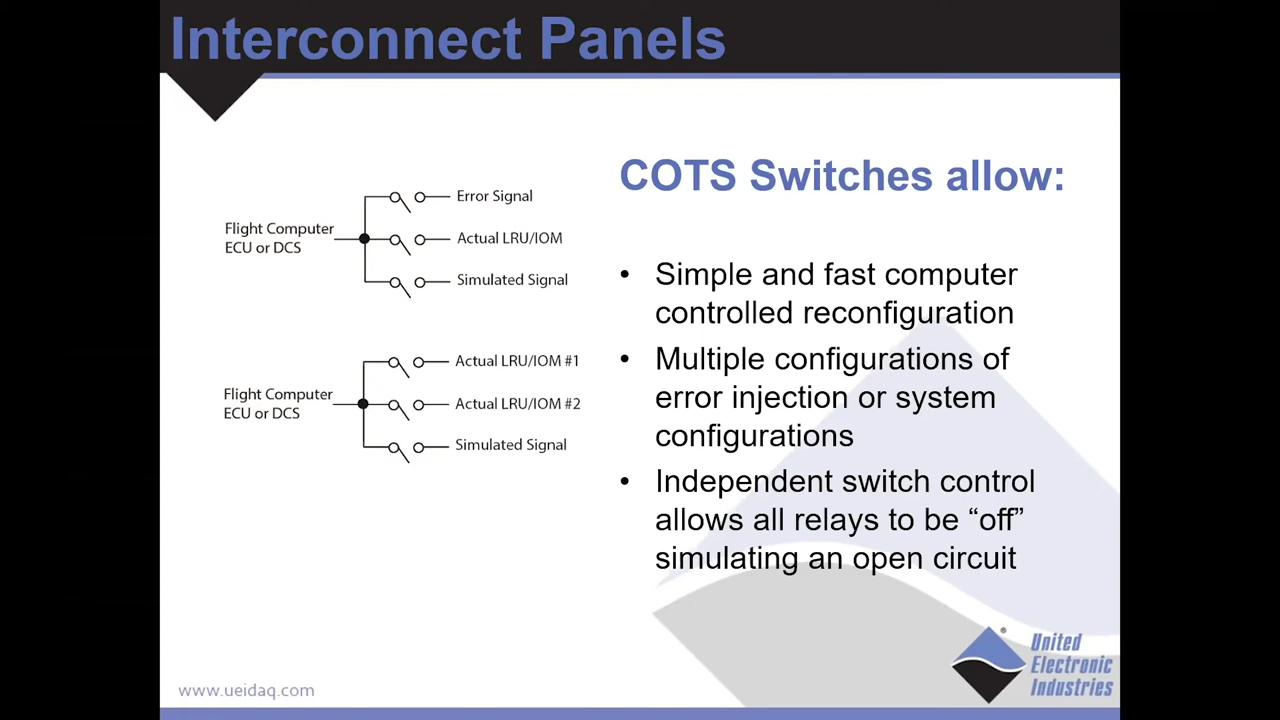 Interconnect Panels
COTS Switches allow:
Flight Computer
ECU or DCS
Error Signal
Actual LRU/IOM
Simulated Signal
Flight Computer
ECU or DCS
Actual LRU/IOM #1
Actual LRU/IOM #2
Simulated Signal
• Simple and fast computer
controlled reconfiguration
• Multiple configurations of
error injection or system
configurations
• Independent switch control
allows all relays to be “off”
simulating an open circuit
www.ueidaq.com
United
Electronic
Industries
®